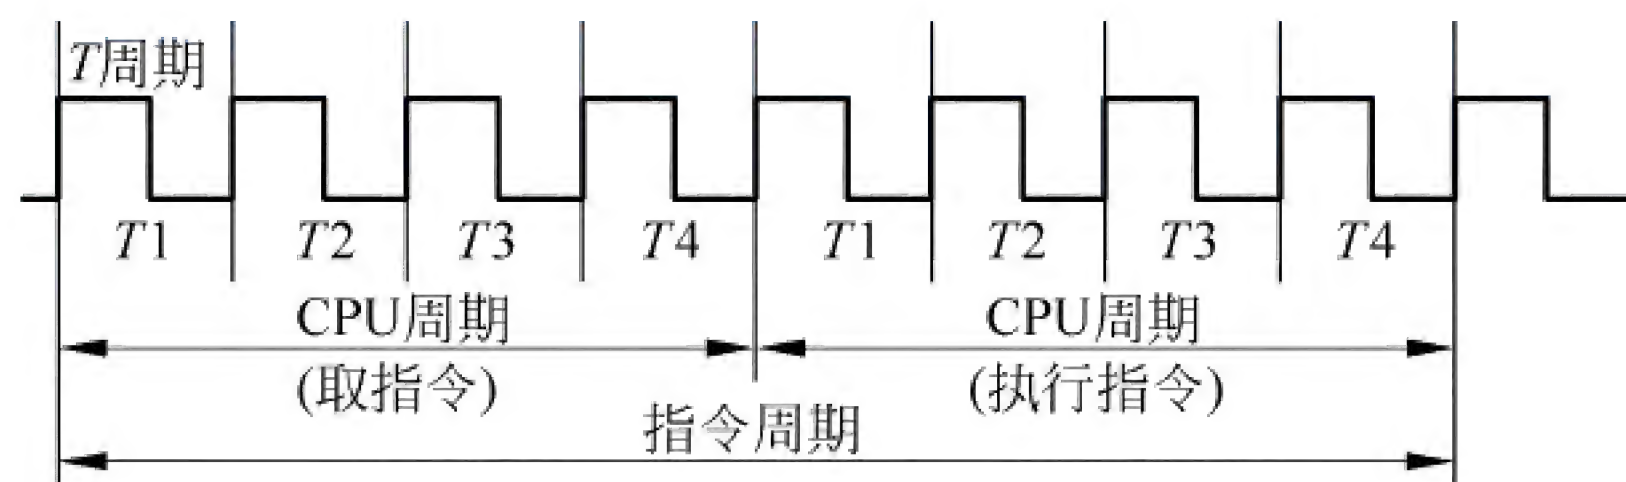 T周期
T1 T2 T3 T4 T1 T2 T3 T4
CPU周期 CPU周期
(取指令) (执行指令)
指令周期